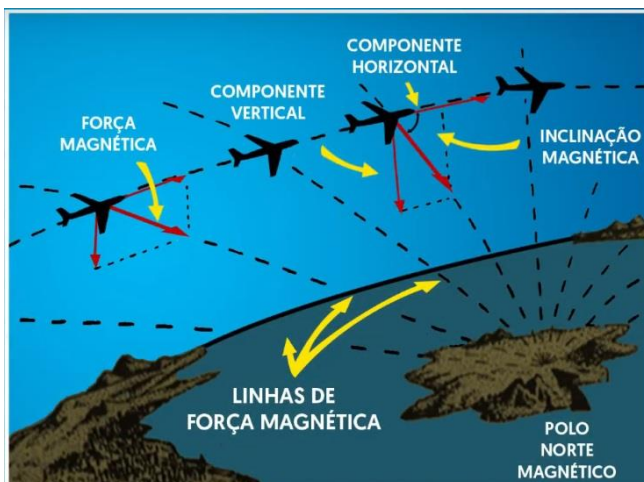 COMPONENTE
HORIZONTAL
COMPONENTE
VERTICAL
FORÇA
MAGNÉTICA
INCLINAÇÃO
MAGNÉTICA
LINHAS DE
FORÇA MAGNÉTICA
POLO
NORTE
MAGNÉTICO